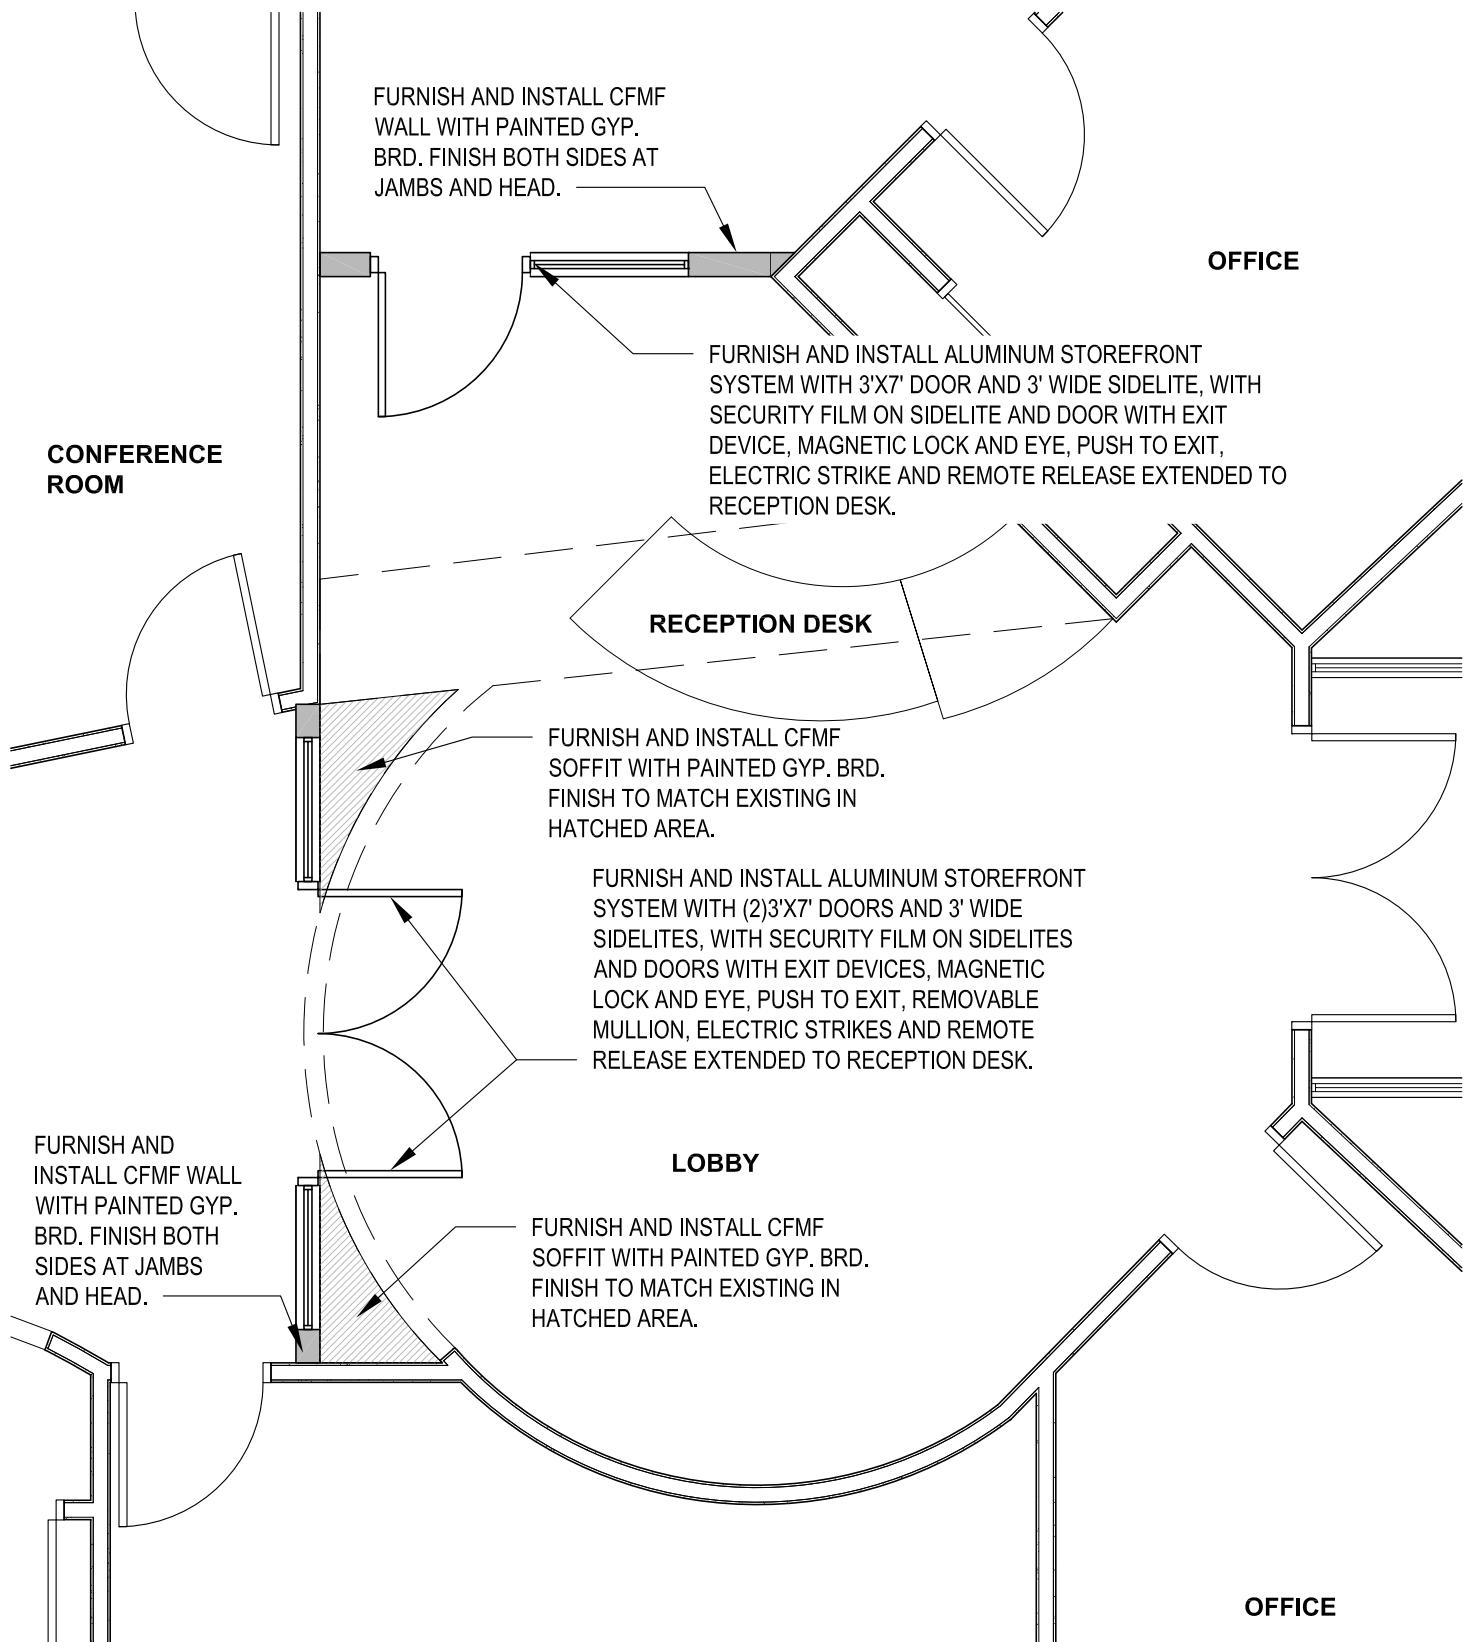 FURNISH AND INSTALL CFMF
WALL WITH PAINTED GYP.
BRD. FINISH BOTH SIDES AT
JAMBS AND HEAD.
OFFICE
FURNISH AND INSTALL ALUMINUM STOREFRONT
SYSTEM WITH 3'X7' DOOR AND 3' WIDE SIDELITE, WITH
SECURITY FILM ON SIDELITE AND DOOR WITH EXIT
DEVICE, MAGNETIC LOCK AND EYE, PUSH TO EXIT,
ELECTRIC STRIKE AND REMOTE RELEASE EXTENDED TO
RECEPTION DESK.
CONFERENCE
ROOM
RECEPTION DESK
FURNISH AND INSTALL CFMF
SOFFIT WITH PAINTED GYP. BRD.
FINISH TO MATCH EXISTING IN
HATCHED AREA.
FURNISH AND INSTALL ALUMINUM STOREFRONT
SYSTEM WITH (2)3'X7' DOORS AND 3' WIDE
SIDELITES, WITH SECURITY FILM ON SIDELITES
AND DOORS WITH EXIT DEVICES, MAGNETIC
LOCK AND EYE, PUSH TO EXIT, REMOVABLE
MULLION, ELECTRIC STRIKES AND REMOTE
RELEASE EXTENDED TO RECEPTION DESK.
FURNISH AND
INSTALL CFMF WALL
WITH PAINTED GYP.
BRD. FINISH BOTH
SIDES AT JAMBS
AND HEAD.
LOBBY
FURNISH AND INSTALL CFMF
SOFFIT WITH PAINTED GYP. BRD.
FINISH TO MATCH EXISTING IN
HATCHED AREA.
OFFICE